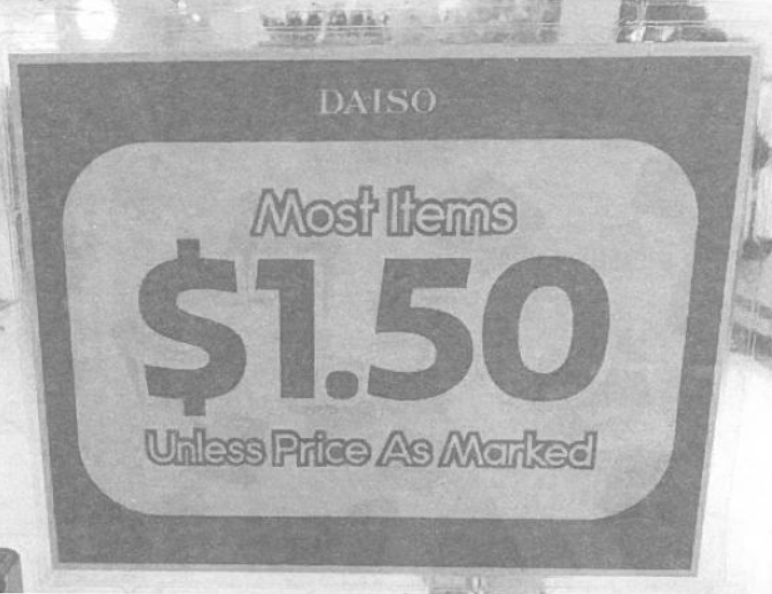 DAISO
Most Items
$1.50
Unless Price As Marked